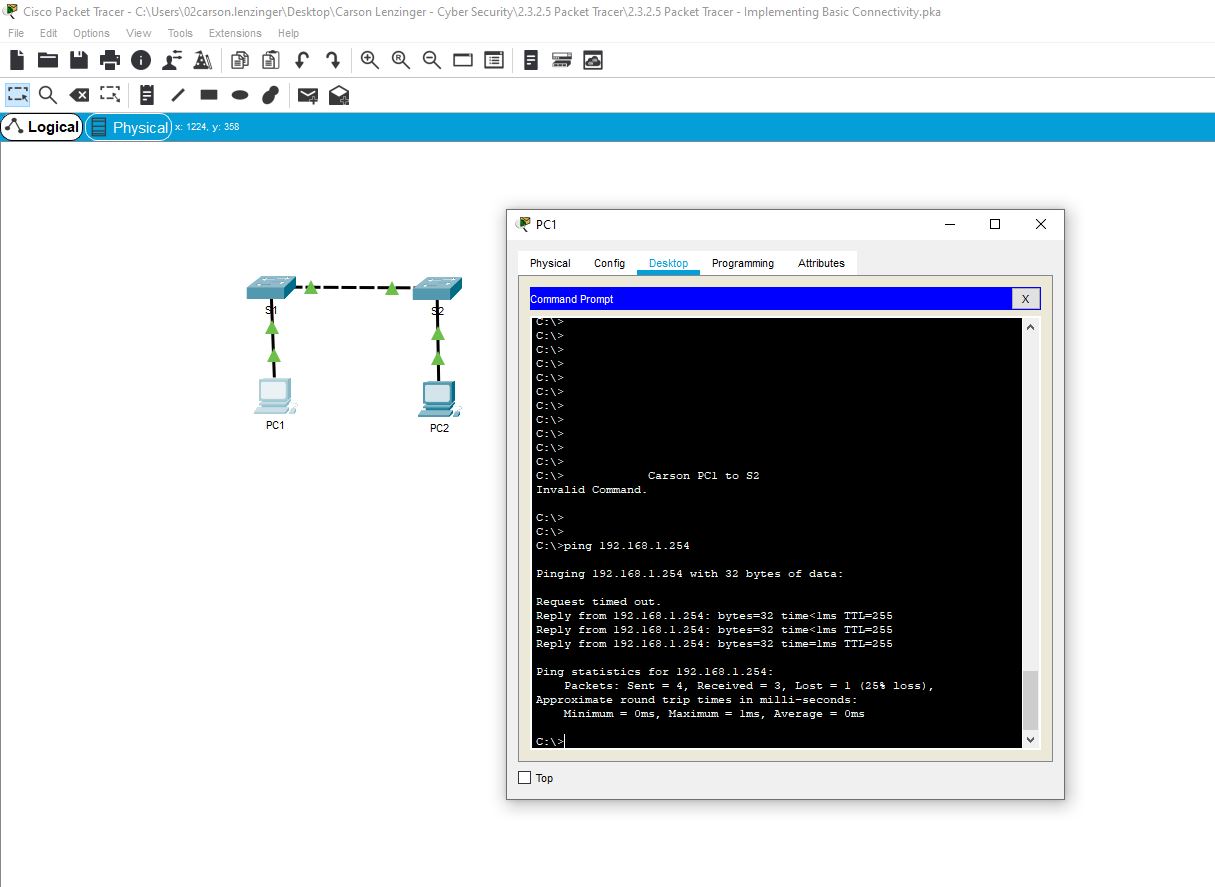 Cisco Packet Tracer - C:\Users\02carson.lenzinger\Desktop\Carson Lenzinger - Cyber Security\2.3.2.5 Packet Tracer\2.3.2.5 Packet Tracer - Implementing Basic Connectivity.pka
File Edit Options View Tools Extensions Help
Logical Physical x: 1224, y: 358
S1
S2
PC1
PC2
PC1
Physical Config Desktop Programming Attributes
Command Prompt X
C:\>
C:\>
C:\>
C:\>
C:\>
C:\>
C:\>
C:\>
C:\>
C:\>
C:\>
C:\> Carson PC1 to S2
Invalid Command.
C:\>
C:\>
C:\>ping 192.168.1.254
Pinging 192.168.1.254 with 32 bytes of data:
Request timed out.
Reply from 192.168.1.254: bytes=32 time<1ms TTL=255
Reply from 192.168.1.254: bytes=32 time<1ms TTL=255
Reply from 192.168.1.254: bytes=32 time=1ms TTL=255
Ping statistics for 192.168.1.254:
Packets: Sent = 4, Received = 3, Lost = 1 (25% loss),
Approximate round trip times in milli-seconds:
Minimum = 0ms, Maximum = 1ms, Average = 0ms
C:\>
Top